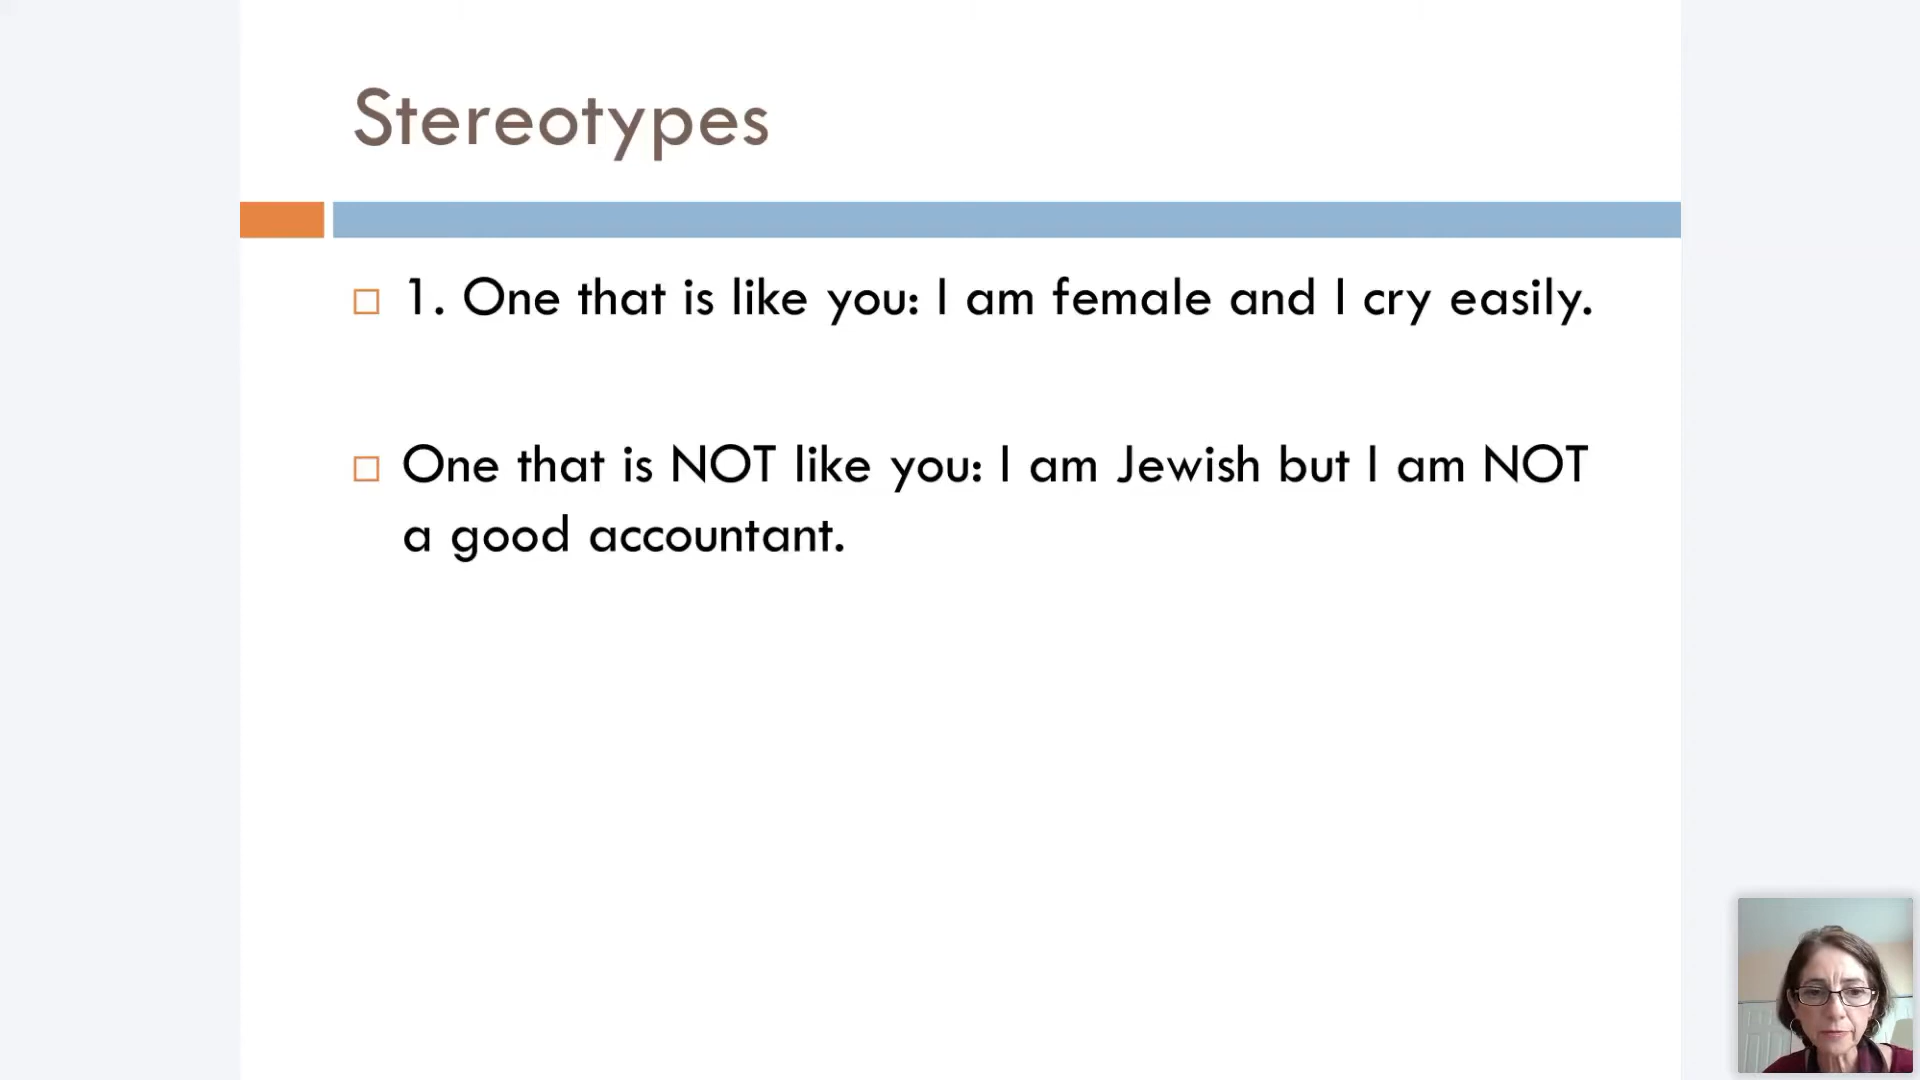 Stereotypes
1. One that is like you: I am female and I cry easily.
One that is NOT like you: I am Jewish but I am NOT
a good accountant.